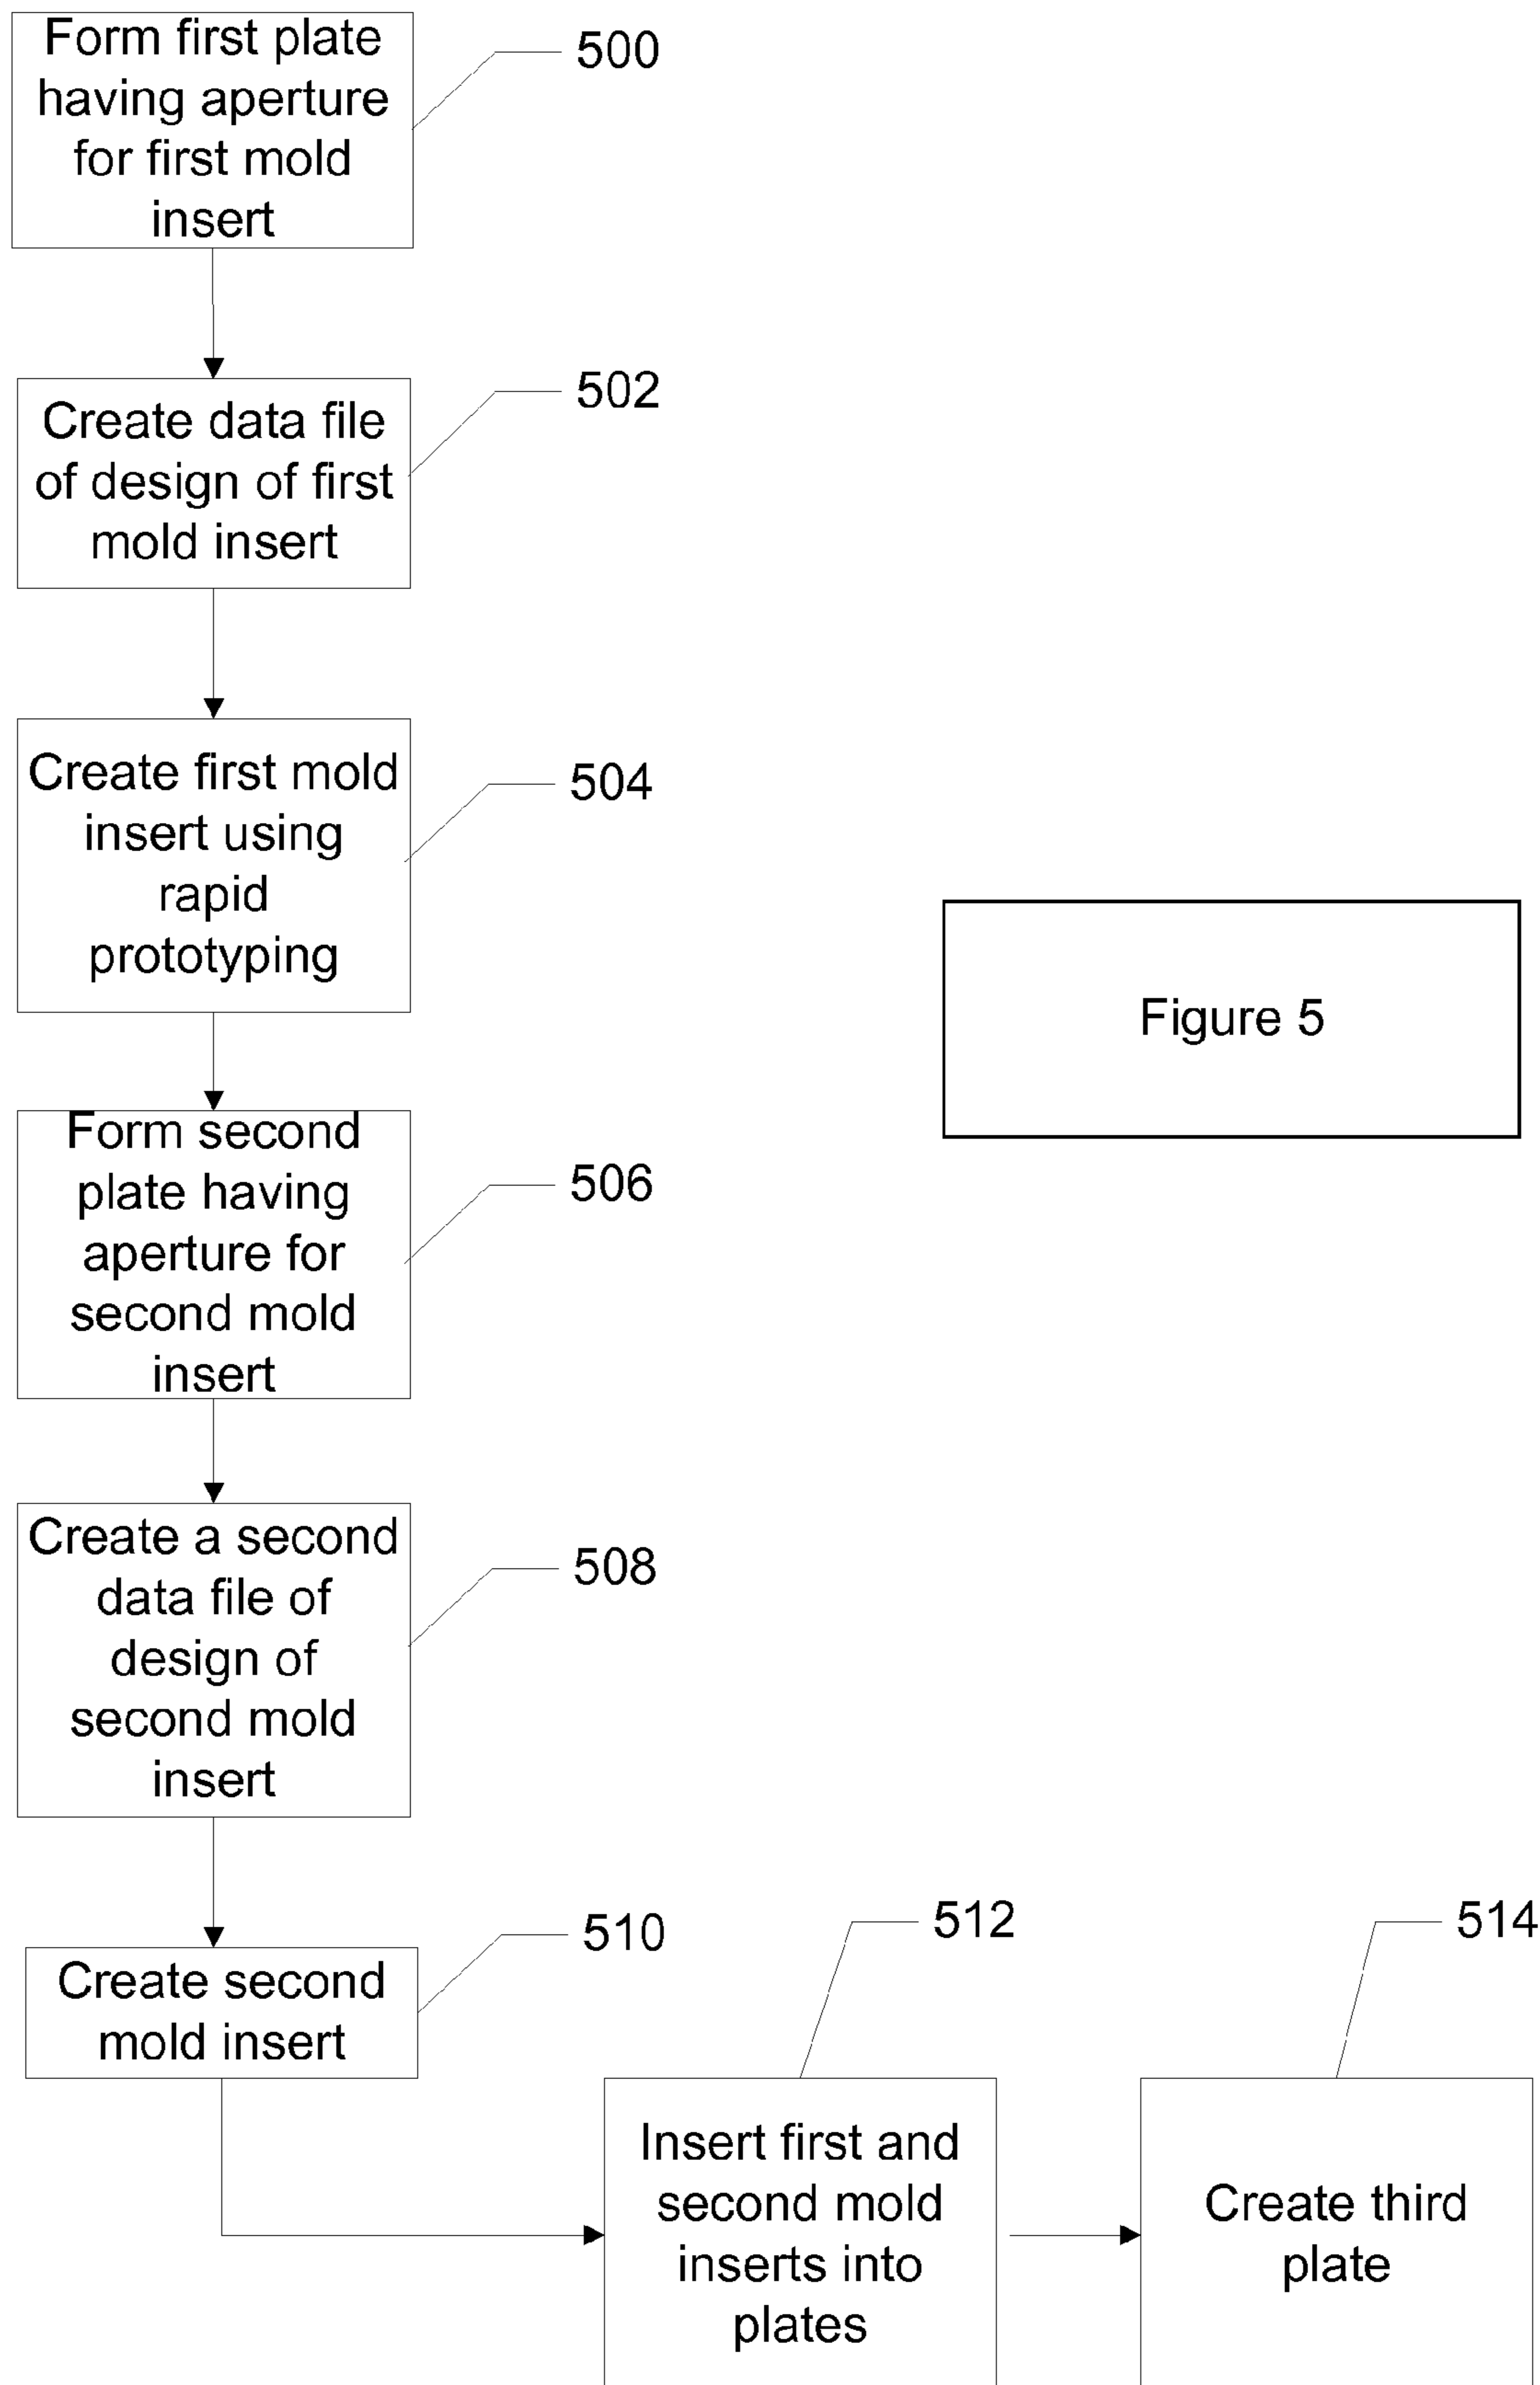 Form first plate
having aperture
for first mold
insert
500
Create data file
of design of first
mold insert
502
Create first mold
insert using
rapid
prototyping
504
Figure 5
Form second
plate having
aperture for
second mold
insert
506
Create a second
data file of
design of
second mold
insert
508
Create second
mold insert
510
512
Insert first and
second mold
inserts into
plates
514
Create third
plate